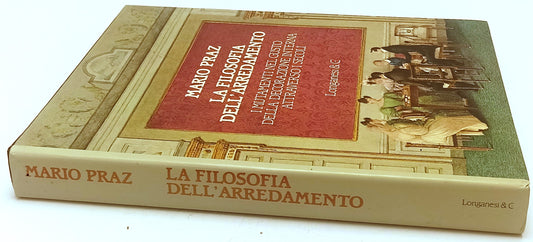 MARIO PRAZ
LA FILOSOFIA
DELL'ARREDAMENTO
I MUTAMENTI NEL GUSTO
DELLA DECORAZIONE INTERNA
ATTRAVERSO I SECOLI
Longanesi & C
MARIO PRAZ
LA FILOSOFIA
DELL'ARREDAMENTO
Longanesi & C